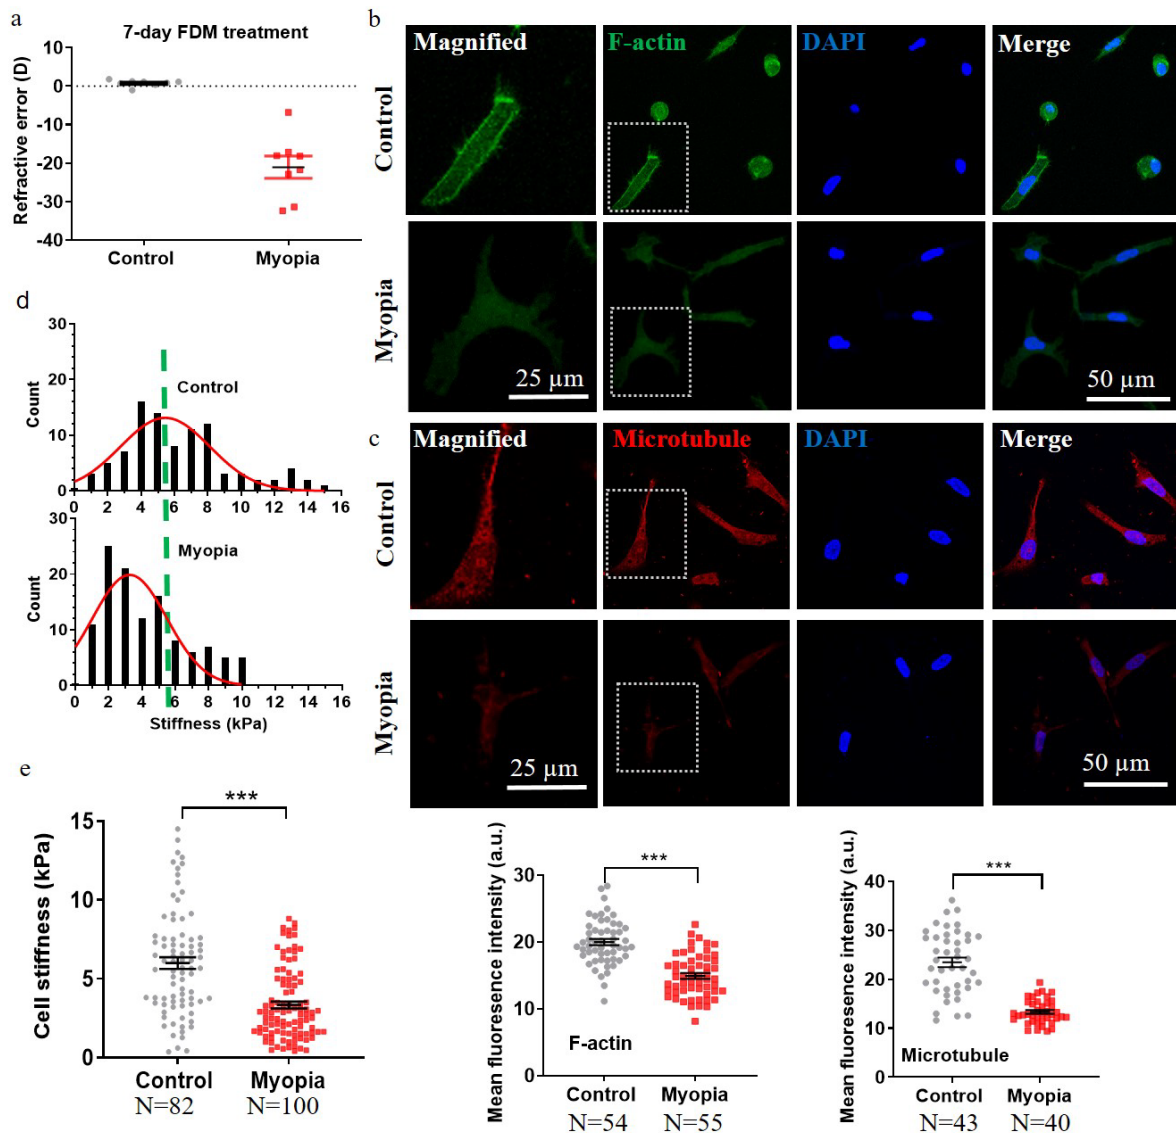 a
7-day FDM treatment
Refractive error (D)
10
0
-10
-20
-30
-40
Control
Myopia
b
Magnified
F-actin
DAPI
Merge
Control
Myopia
25 µm
50 µm
c
Magnified
Microtubule
DAPI
Merge
Control
Myopia
25 µm
50 µm
Mean fluoresence intensity (a.u.)
30
20
10
0
***
F-actin
Control
Myopia
N=54
N=55
Mean fluoresence intensity (a.u.)
40
30
20
10
0
***
Microtubule
Control
Myopia
N=43
N=40
d
Count
30
20
10
0
Control
0 2 4 6 8 10 12 14 16
Count
30
20
10
0
Myopia
0 2 4 6 8 10 12 14 16
Stiffness (kPa)
e
Cell stiffness (kPa)
15
10
5
0
***
Control
Myopia
N=82
N=100